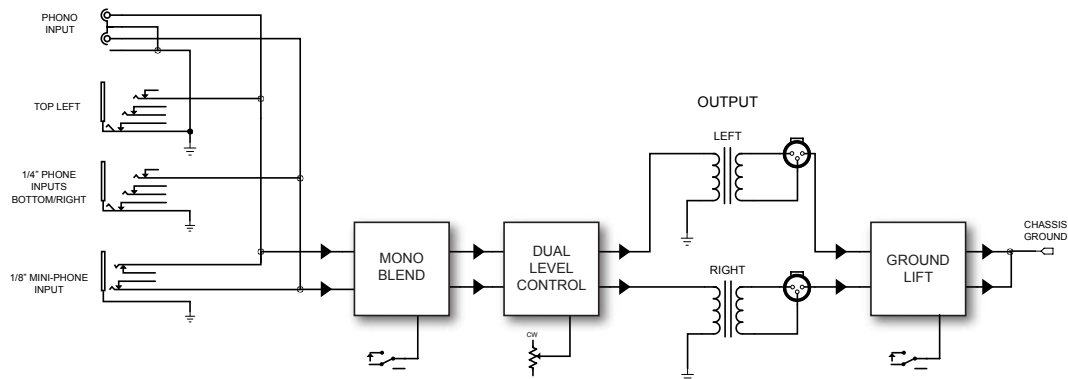 PHONO
INPUT
TOP LEFT
1/4” PHONE
INPUTS
BOTTOM/RIGHT
1/8” MINI-PHONE
INPUT
MONO
BLEND
DUAL
LEVEL
CONTROL
CW
OUTPUT
LEFT
RIGHT
GROUND
LIFT
CHASSIS
GROUND